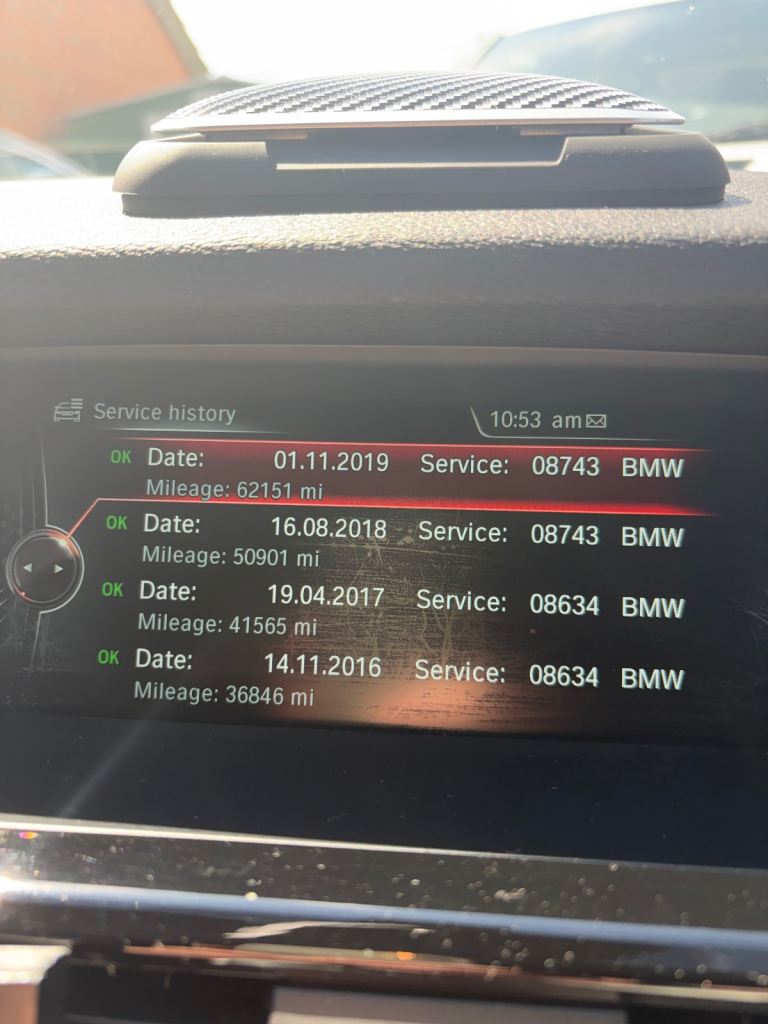 Service history 10:53 am
OK Date: 01.11.2019 Service: 08743 BMW
Mileage: 62151 mi
OK Date: 16.08.2018 Service: 08743 BMW
Mileage: 50901 mi
OK Date: 19.04.2017 Service: 08634 BMW
Mileage: 41565 mi
OK Date: 14.11.2016 Service: 08634 BMW
Mileage: 36846 mi